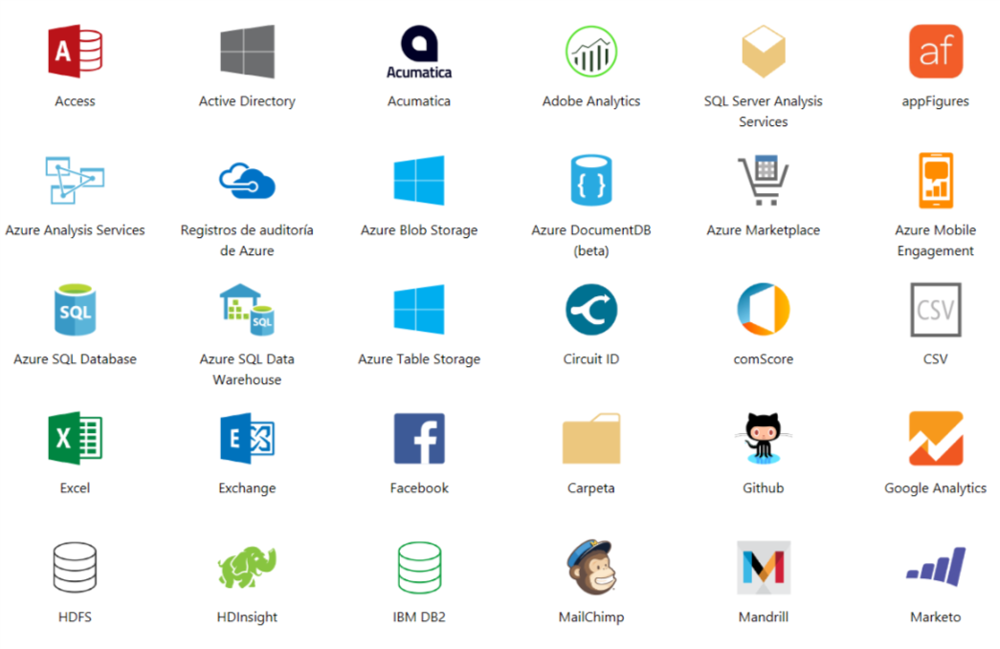 A
Acumatica
af
Access
Active Directory
Acumatica
Adobe Analytics
SQL Server Analysis
Services
appFigures
{ }
Azure Analysis Services
Registros de auditoría
de Azure
Azure Blob Storage
Azure DocumentDB
(beta)
Azure Marketplace
Azure Mobile
Engagement
SQL
SQL
CSV
Azure SQL Database
Azure SQL Data
Warehouse
Azure Table Storage
Circuit ID
comScore
CSV
X
E
f
Excel
Exchange
Facebook
Carpeta
Github
Google Analytics
M
HDFS
HDInsight
IBM DB2
MailChimp
Mandrill
Marketo